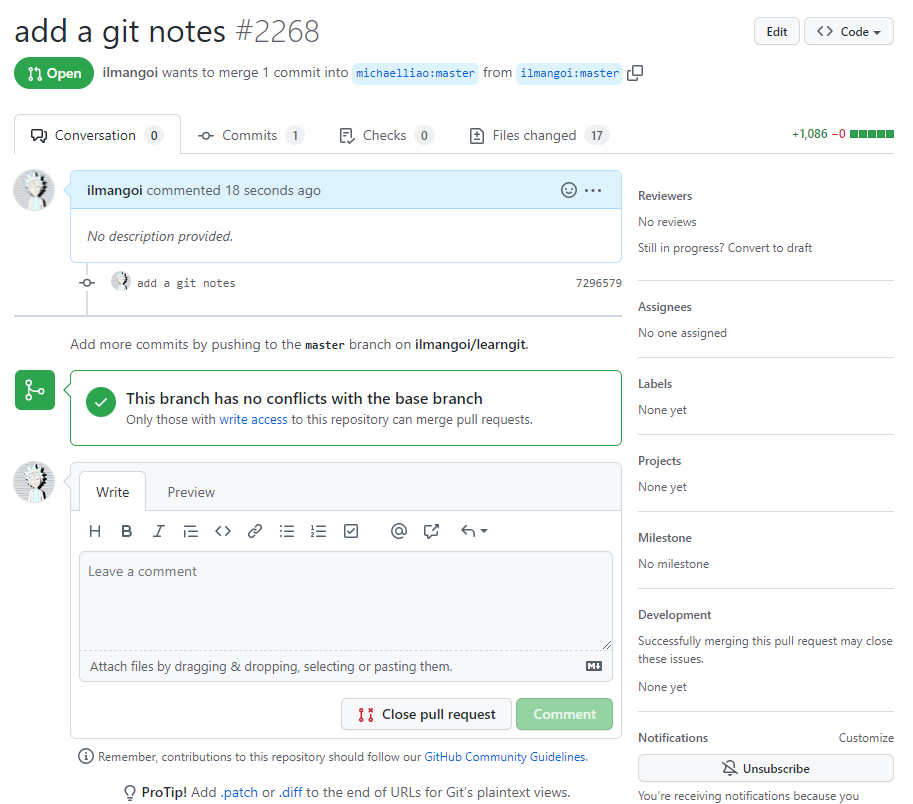 add a git notes #2268
Edit
Code
Open
ilmangoi wants to merge 1 commit into michaelliao:master from ilmangoi:master
Conversation 0
Commits 1
Checks 0
Files changed 17
+1,086 −0
ilmangoi commented 18 seconds ago
No description provided.
add a git notes
7296579
Add more commits by pushing to the master branch on ilmangoi/learngit.
This branch has no conflicts with the base branch
Only those with write access to this repository can merge pull requests.
Write
Preview
H B I
Leave a comment
Attach files by dragging & dropping, selecting or pasting them.
Close pull request
Comment
Remember, contributions to this repository should follow our GitHub Community Guidelines.
ProTip! Add .patch or .diff to the end of URLs for Git's plaintext views.
Reviewers
No reviews
Still in progress? Convert to draft
Assignees
No one assigned
Labels
None yet
Projects
None yet
Milestone
No milestone
Development
Successfully merging this pull request may close
these issues.
None yet
Notifications
Customize
Unsubscribe
You're receiving notifications because you